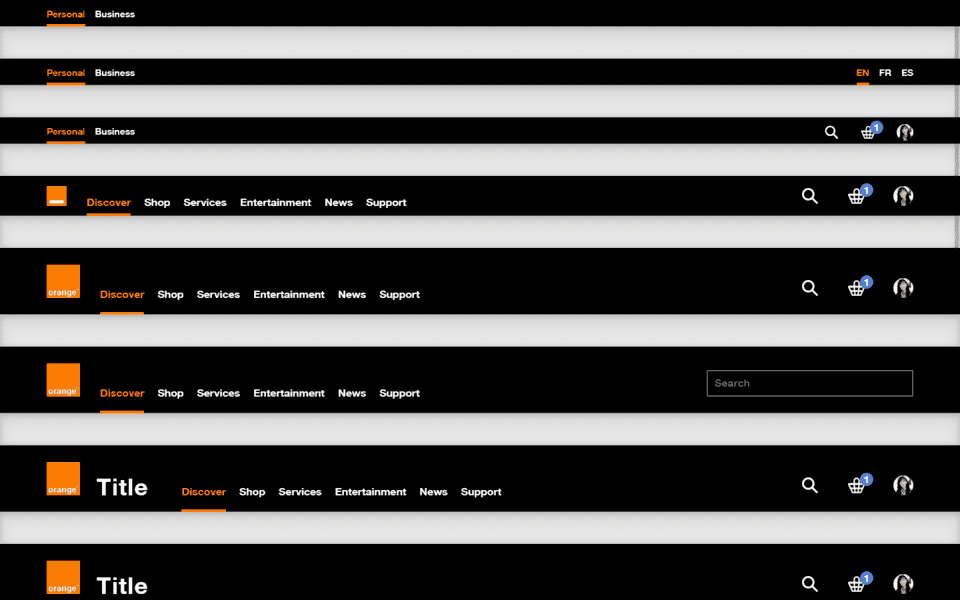 Personal Business
Personal Business EN FR ES
Personal Business 1
Discover Shop Services Entertainment News Support 1
orange Discover Shop Services Entertainment News Support 1
orange Discover Shop Services Entertainment News Support Search
orange Title Discover Shop Services Entertainment News Support 1
orange Title 1